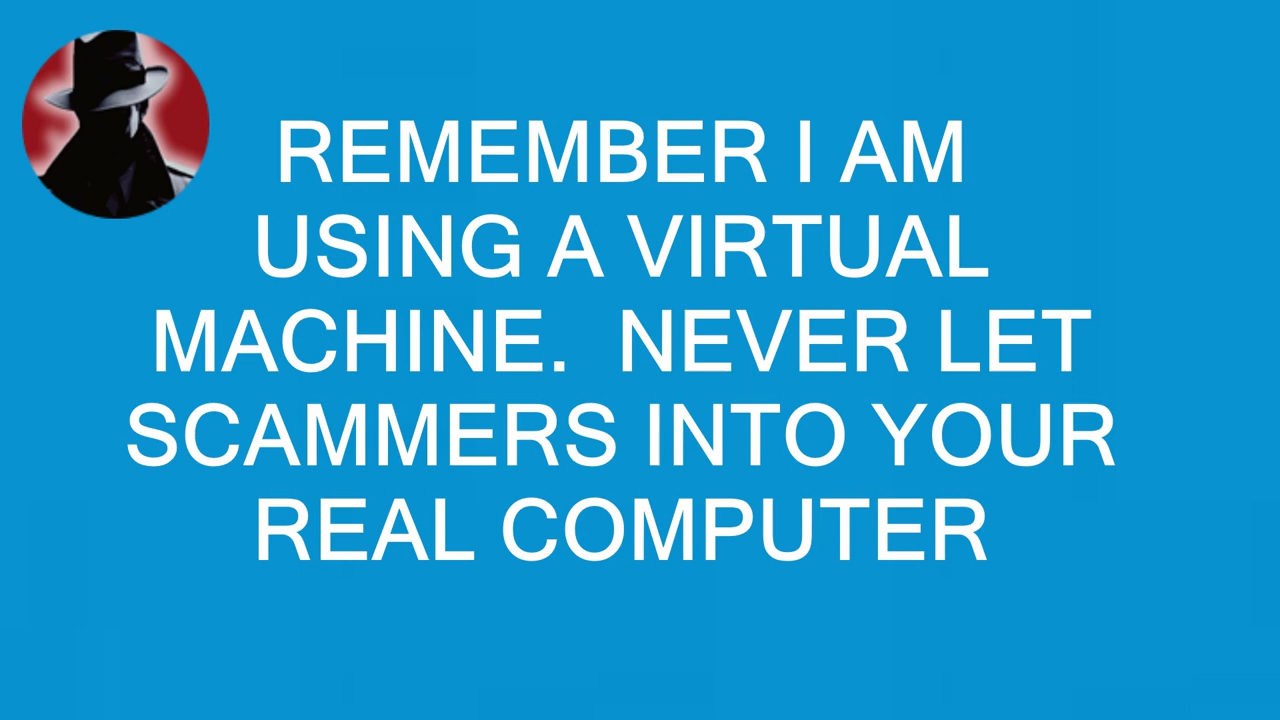 REMEMBER I AM
USING A VIRTUAL
MACHINE.  NEVER LET
SCAMMERS INTO YOUR
REAL COMPUTER